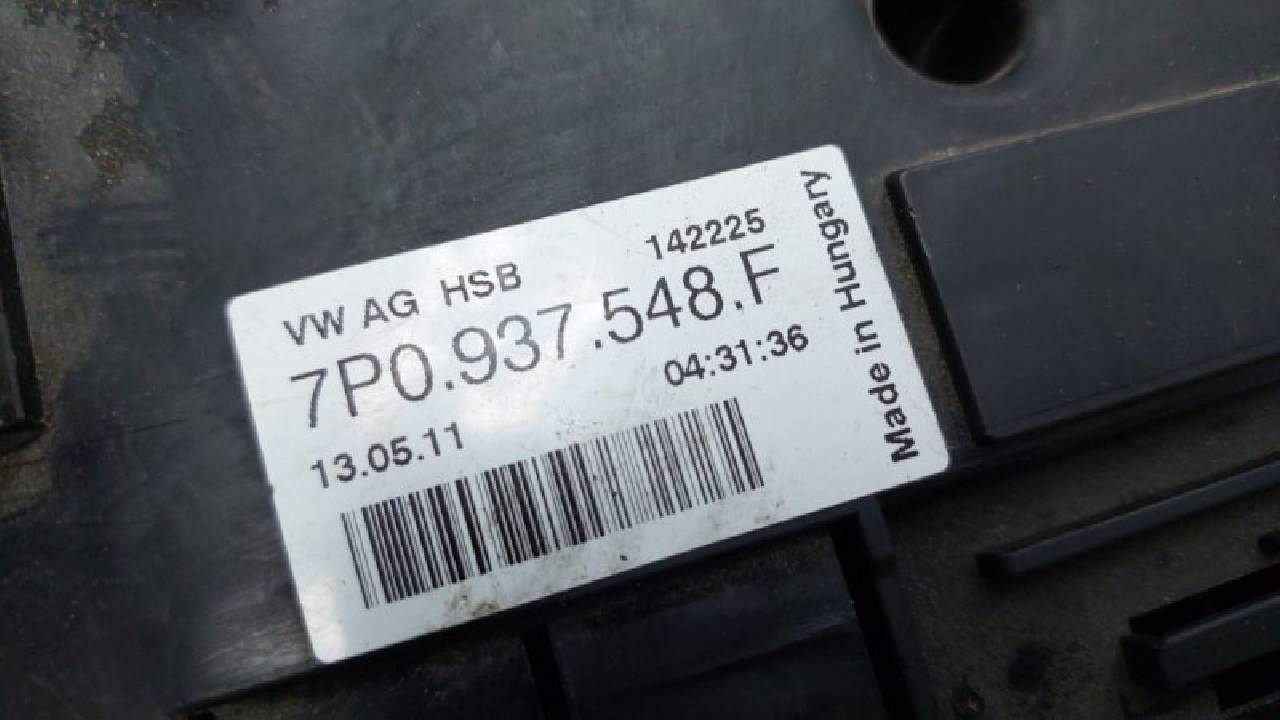 142225
VW AG HSB
7P0.937.548.F
04:31:36
13.05.11
Made in Hungary